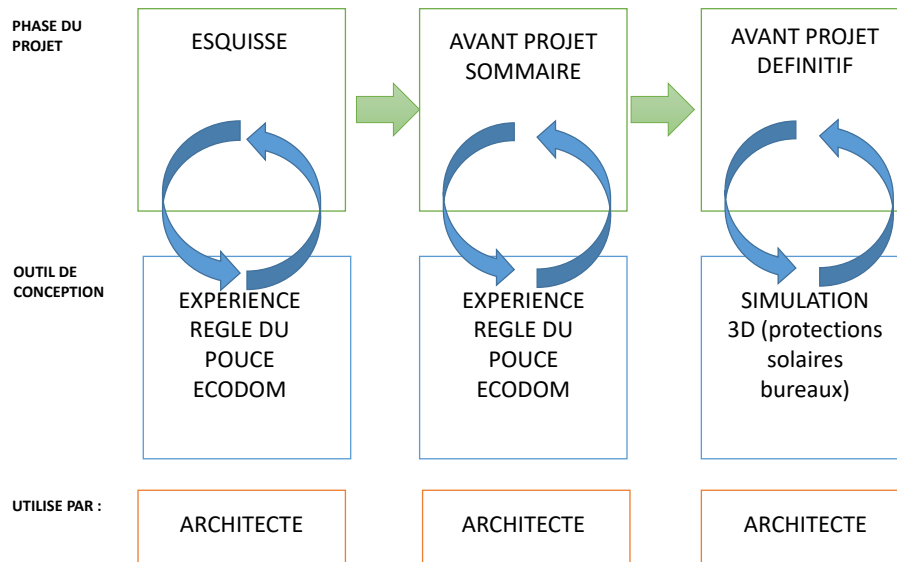 PHASE DU
PROJET
ESQUISSE
AVANT PROJET
SOMMAIRE
AVANT PROJET
DEFINITIF
OUTIL DE
CONCEPTION
EXPERIENCE
REGLE DU
POUCE
ECODOM
EXPERIENCE
REGLE DU
POUCE
ECODOM
SIMULATION
3D (protections
solaires
bureaux)
UTILISE PAR :
ARCHITECTE
ARCHITECTE
ARCHITECTE